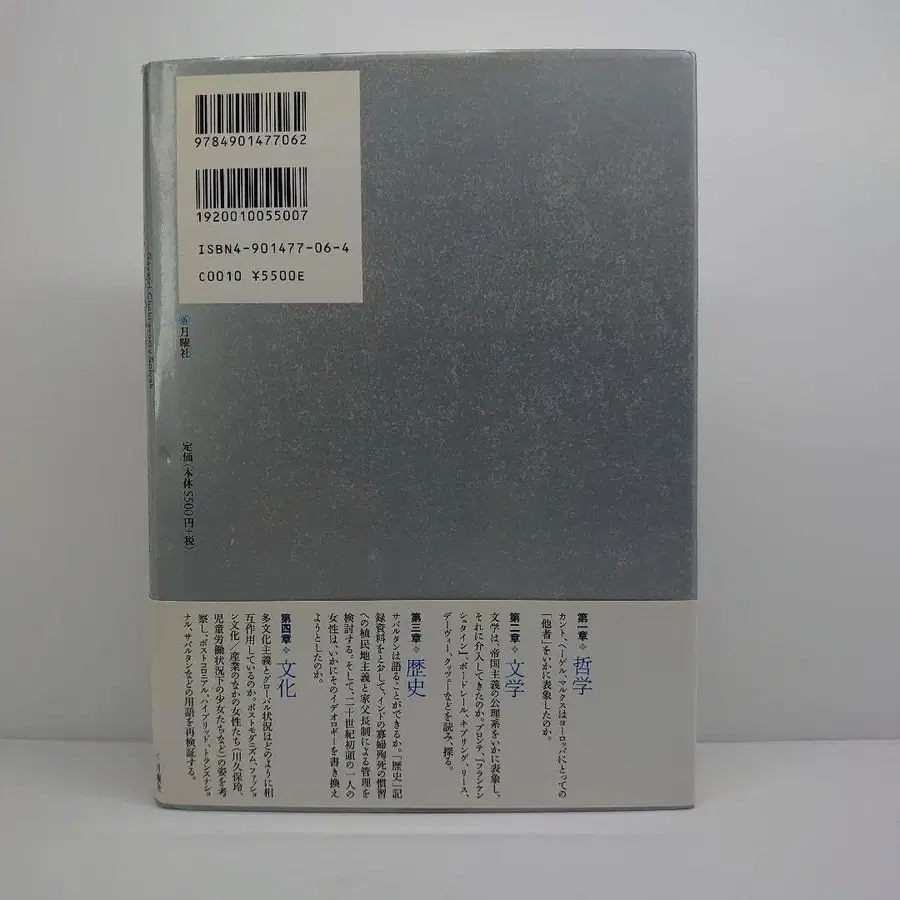 9784901477062
1920010055007
ISBN4-901477-06-4
C0010 ¥5500E
月曜社
定価(本体5500円+税)
Gayatri Chakravorty Spivak
第一章❖哲学
カント、ヘーゲル、マルクスはヨーロッパにとっての
「他者」をいかに表象したのか。
第二章❖文学
文学は、帝国主義の公理系をいかに表象し、
それに介入してきたのか。ブロンテ、『フランケン
シュタイン』、ボードレール、キプリング、リース、
デーヴィー、クッツェーなどを読み、探る。
第三章❖歴史
サバルタンは語ることができるか。「歴史」記
録資料をとおして、インドの寡婦殉死の慣習
への植民地主義と家父長制による管理を
検討する。そして、二十世紀初頭の一人の
女性は、いかにそのイデオロギーを書き換え
ようとしたのか。
第四章❖文化
多文化主義とグローバル状況はどのように相
互作用しているのか。ポストモダニズム、ファッショ
ン文化/産業のなかの女性たち(川久保玲、
児童労働状況下の少女たちなど)の姿を考
察し、ポストコロニアル、ハイブリッド、トランスナショ
ナル、サバルタンなどの用語を再検証する。
月曜社